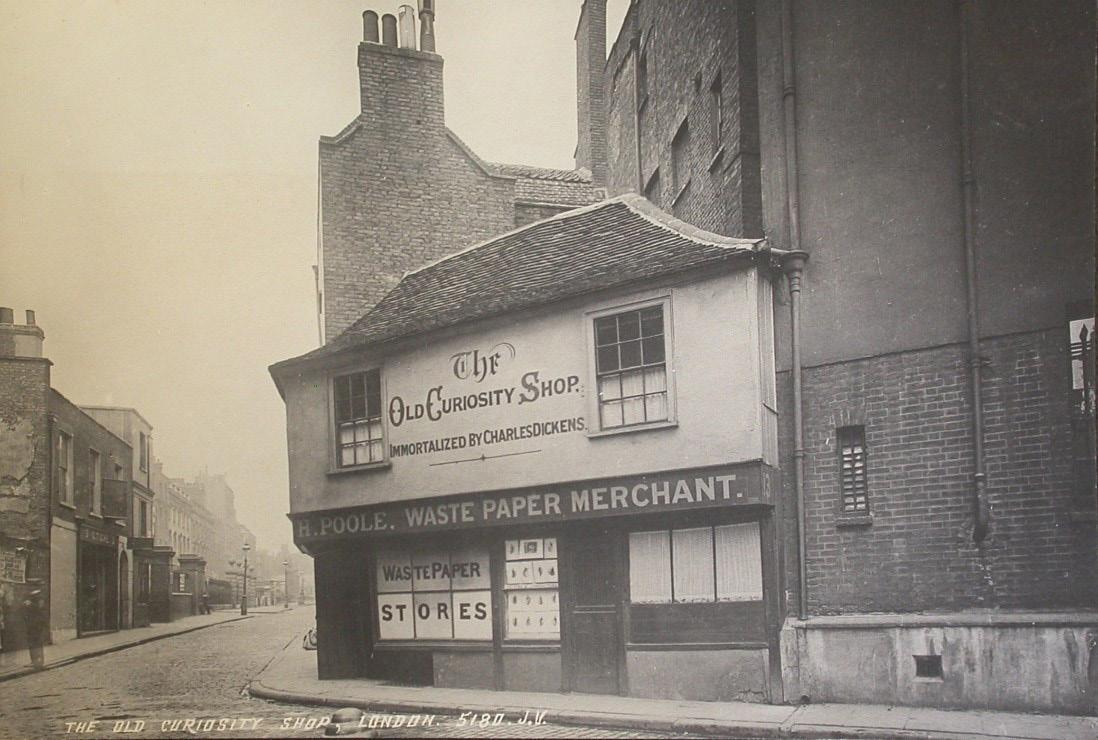 The
OLD CURIOSITY SHOP.
IMMORTALIZED BY CHARLES DICKENS.
H. POOLE. WASTE PAPER MERCHANT.
WASTE PAPER
STORES
THE OLD CURIOSITY SHOP, LONDON. 5180. J.V.